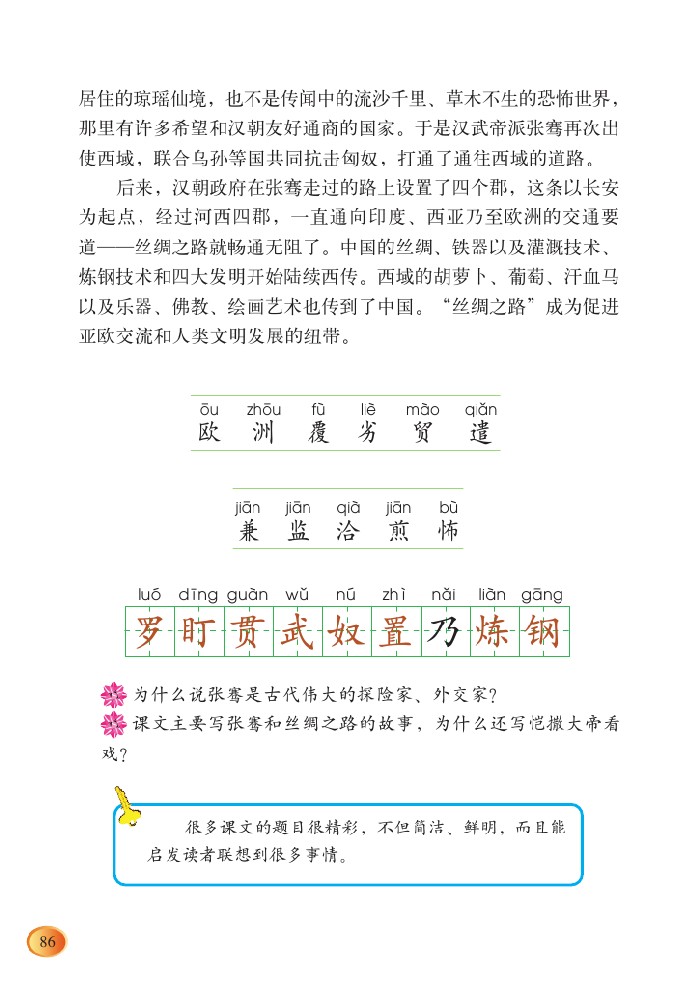 居住的琼瑶仙境，也不是传闻中的流沙千里、草木不生的恐怖世界，
那里有许多希望和汉朝友好通商的国家。于是汉武帝派张骞再次出
使西域，联合乌孙等国共同抗击匈奴，打通了通往西域的道路。
后来，汉朝政府在张骞走过的路上设置了四个郡，这条以长安
为起点，经过河西四郡，一直通向印度、西亚乃至欧洲的交通要
道——丝绸之路就畅通无阻了。中国的丝绸、铁器以及灌溉技术、
炼钢技术和四大发明开始陆续西传。西域的胡萝卜、葡萄、汗血马
以及乐器、佛教、绘画艺术也传到了中国。“丝绸之路”成为促进
亚欧交流和人类文明发展的纽带。
ōu zhōu fù liè mào qiǎn
欧 洲 覆 劣 贸 遣
jiān jiān qià jiān bù
兼 监 洽 煎 怖
luó dīng guàn wǔ nú zhì nǎi liàn gāng
罗 盯 贯 武 奴 置 乃 炼 钢
为什么说张骞是古代伟大的探险家、外交家？
课文主要写张骞和丝绸之路的故事，为什么还写恺撒大帝看
戏？
很多课文的题目很精彩，不但简洁、鲜明，而且能
启发读者联想到很多事情。
86